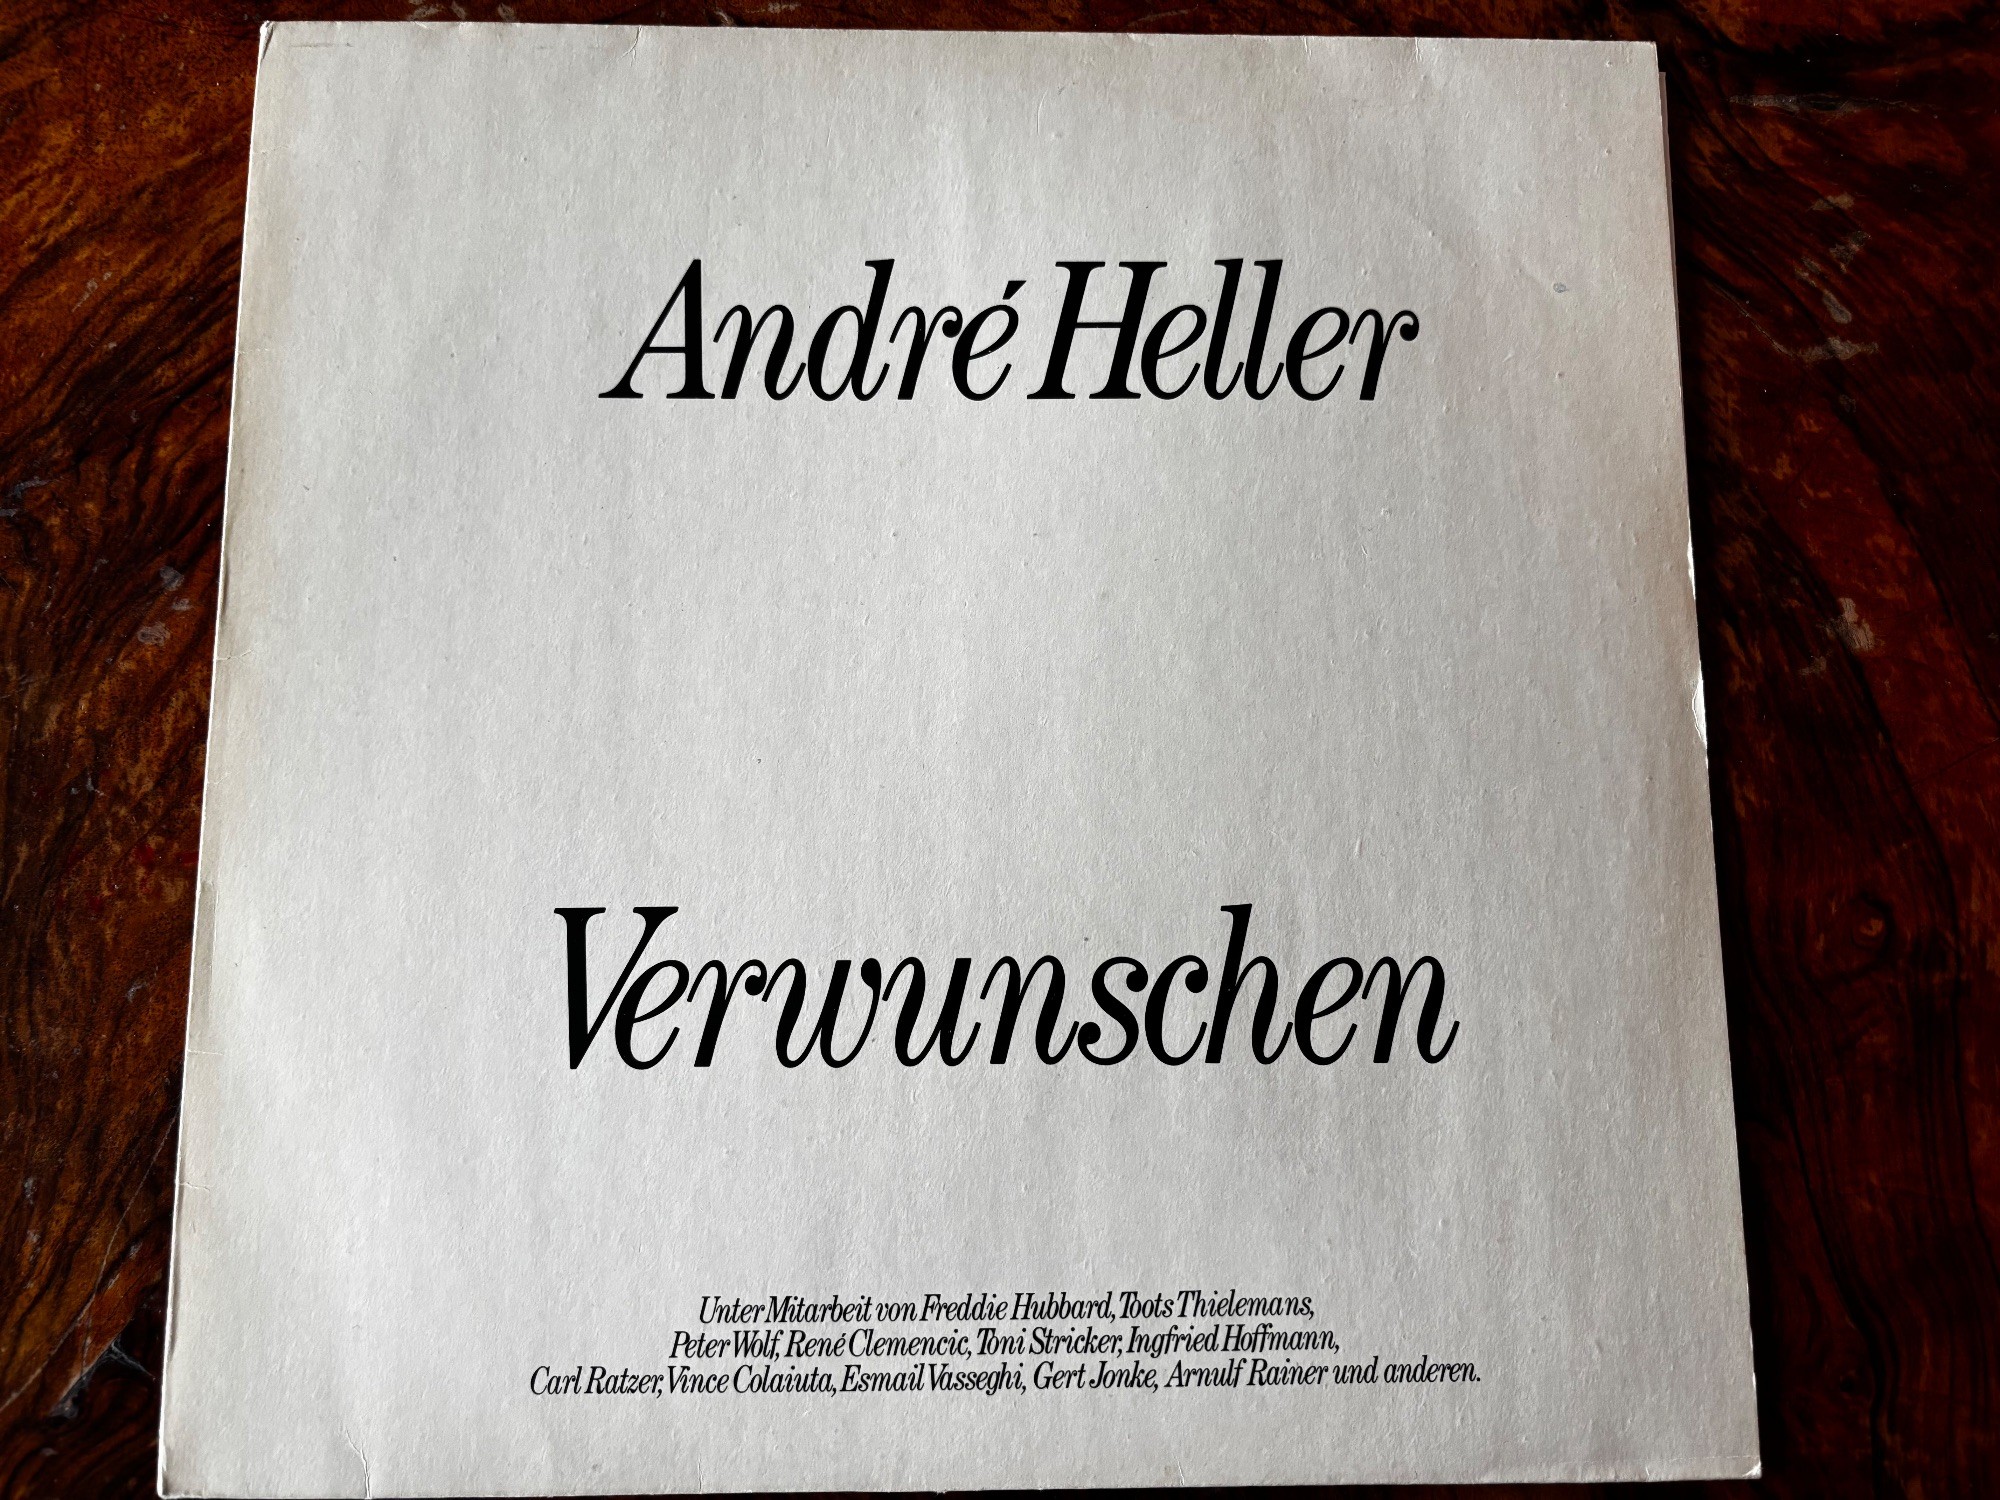 André Heller
Verwunschen
Unter Mitarbeit von Freddie Hubbard, Toots Thielemans,
Peter Wolf, René Clemencic, Toni Stricker, Ingfried Hoffmann,
Carl Ratzer, Vince Colaiuta, Esmail Vasseghi, Gert Jonke, Arnulf Rainer und anderen.